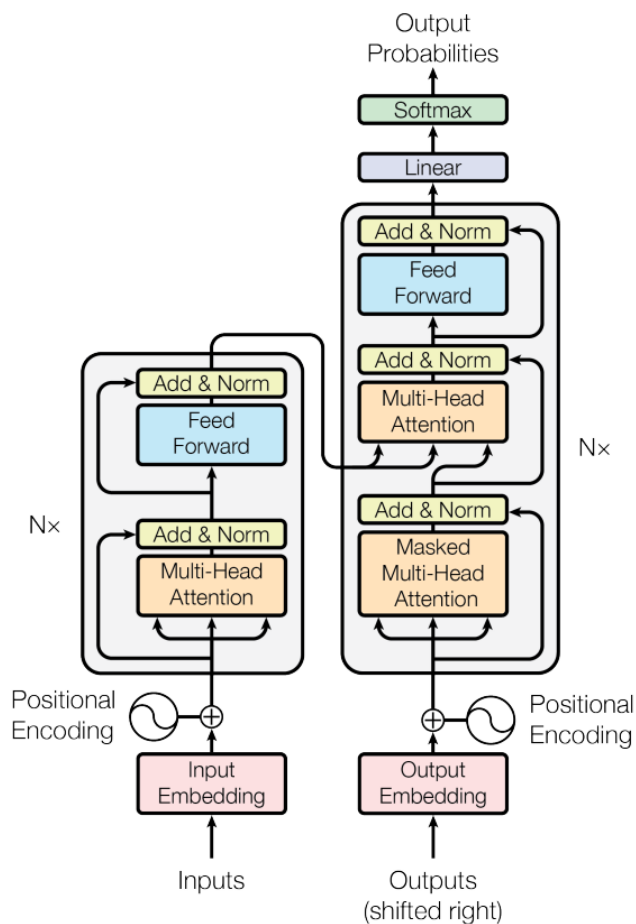 Output
Probabilities
Softmax
Linear
Add & Norm
Feed
Forward
Add & Norm
Multi-Head
Attention
Add & Norm
Masked
Multi-Head
Attention
N×
Add & Norm
Feed
Forward
Add & Norm
Multi-Head
Attention
N×
Positional
Encoding
Positional
Encoding
Input
Embedding
Output
Embedding
Inputs
Outputs
(shifted right)